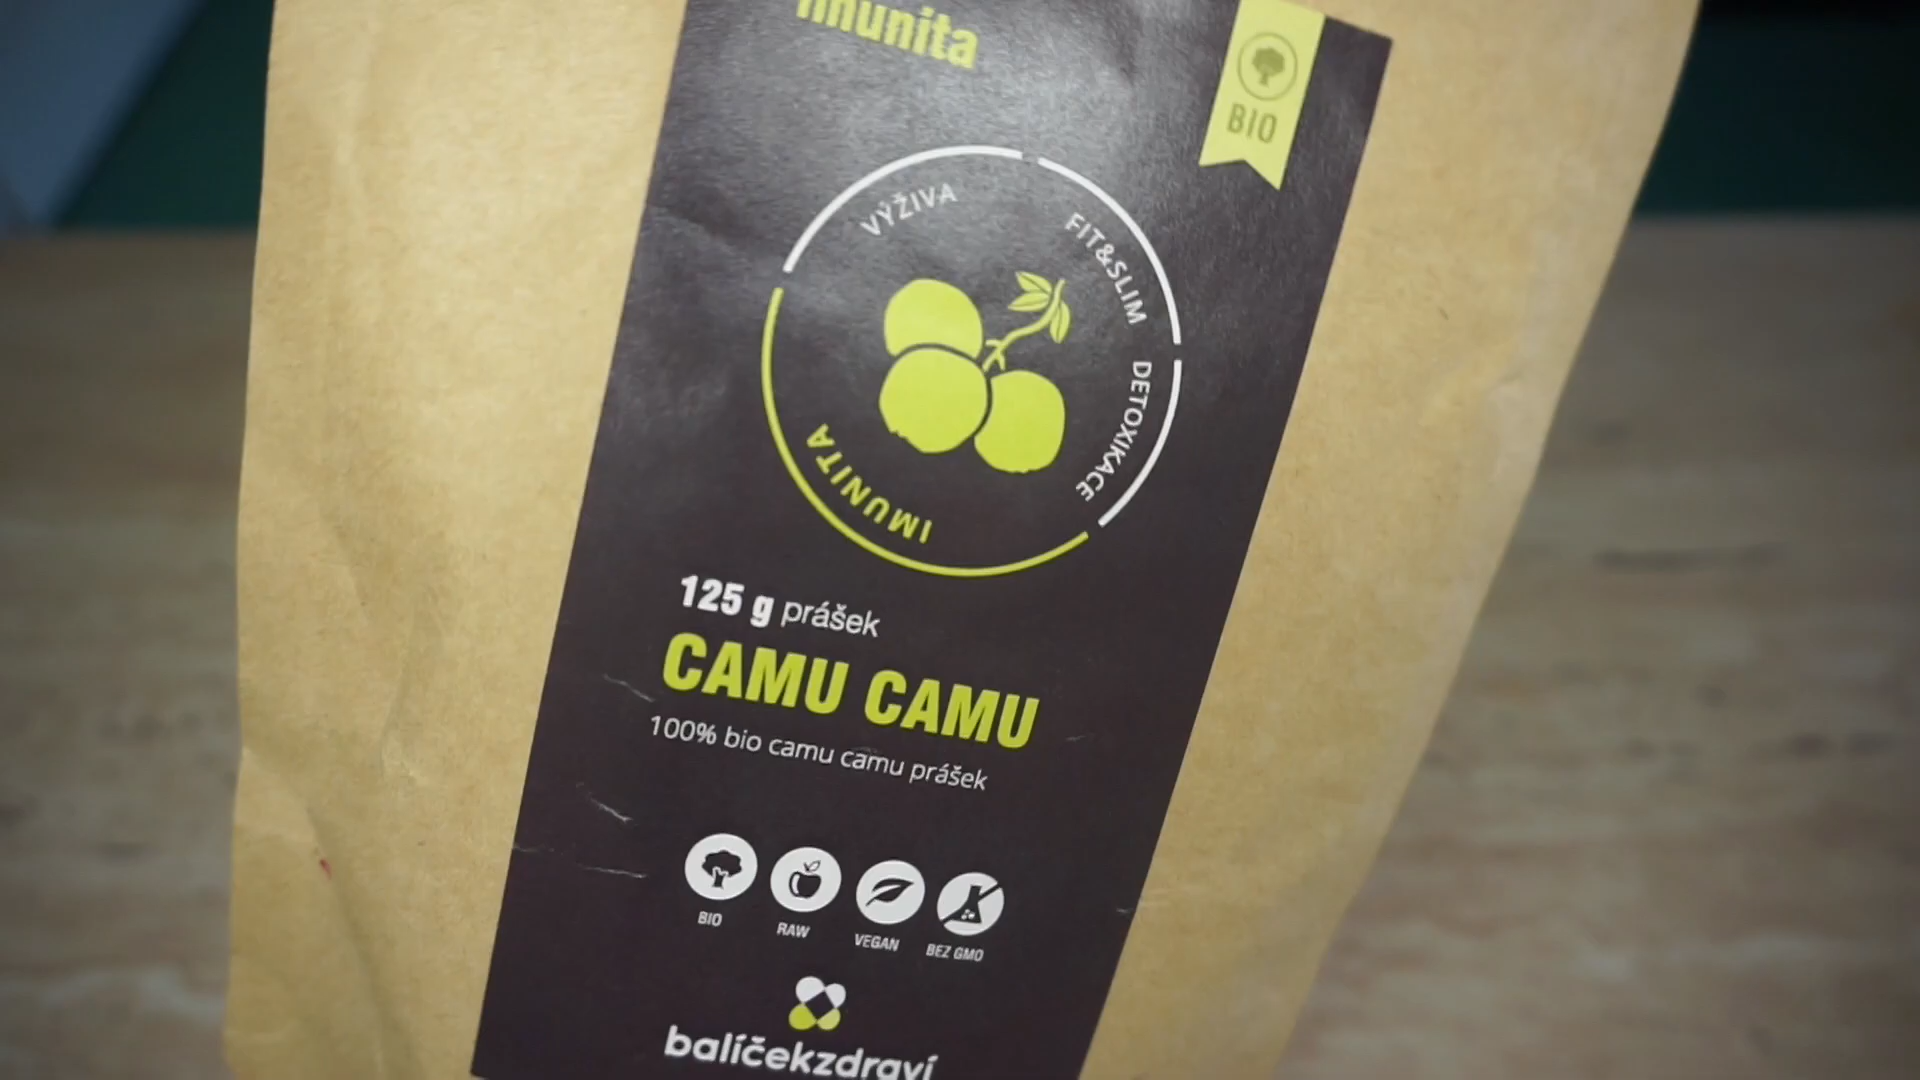 imunita
BIO
VÝŽIVA
FIT&SLIM
DETOXIKACE
IMUNITA
125 g prášek
CAMU CAMU
100% bio camu camu prášek
BIO
RAW
VEGAN
BEZ GMO
balíčekzdraví